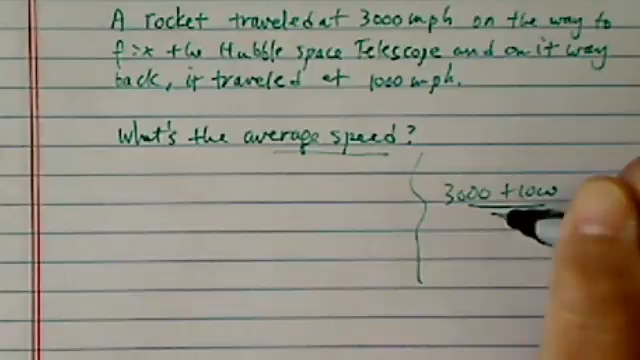 A rocket traveled at 3000 mph on the way to
fix the Hubble space Telescope and on it way
back, it traveled at 1000 mph.
What's the average speed?
3000 + 1000